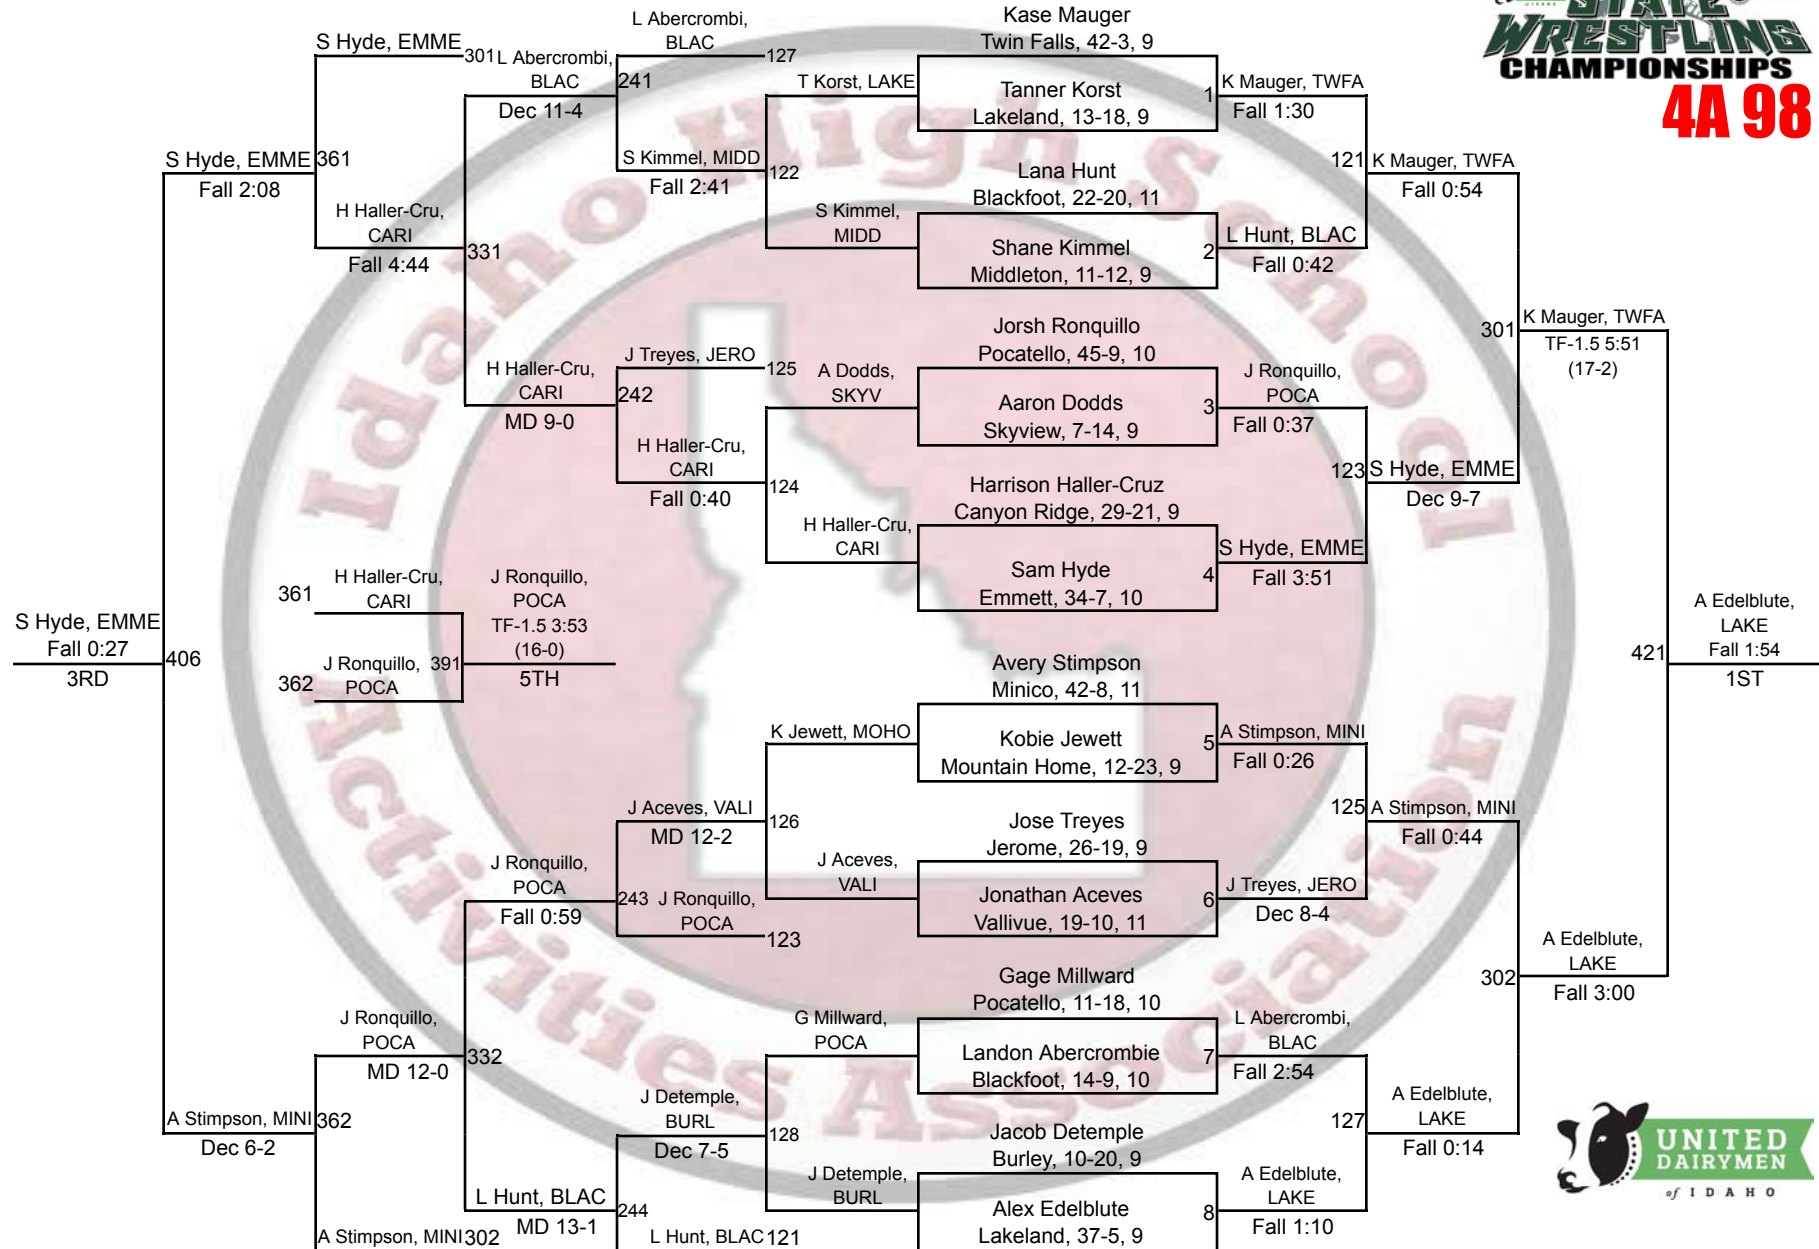 STATE
WRESTLING
CHAMPIONSHIPS
4A 98
Idaho High School
Activities Association
Kase Mauger
Twin Falls, 42-3, 9
Tanner Korst
Lakeland, 13-18, 9
1
Lana Hunt
Blackfoot, 22-20, 11
Shane Kimmel
Middleton, 11-12, 9
2
Jorsh Ronquillo
Pocatello, 45-9, 10
Aaron Dodds
Skyview, 7-14, 9
3
Harrison Haller-Cruz
Canyon Ridge, 29-21, 9
Sam Hyde
Emmett, 34-7, 10
4
Avery Stimpson
Minico, 42-8, 11
Kobie Jewett
Mountain Home, 12-23, 9
5
Jose Treyes
Jerome, 26-19, 9
Jonathan Aceves
Vallivue, 19-10, 11
6
Gage Millward
Pocatello, 11-18, 10
Landon Abercrombie
Blackfoot, 14-9, 10
7
Jacob Detemple
Burley, 10-20, 9
Alex Edelblute
Lakeland, 37-5, 9
8
K Mauger, TWFA
Fall 1:30
121
L Hunt, BLAC
Fall 0:42
J Ronquillo,
POCA
Fall 0:37
123
S Hyde, EMME
Fall 3:51
A Stimpson, MINI
Fall 0:26
125
J Treyes, JERO
Dec 8-4
L Abercrombi,
BLAC
Fall 2:54
127
A Edelblute,
LAKE
Fall 1:10
K Mauger, TWFA
Fall 0:54
301
S Hyde, EMME
Dec 9-7
A Stimpson, MINI
Fall 0:44
302
A Edelblute,
LAKE
Fall 0:14
K Mauger, TWFA
TF-1.5 5:51
(17-2)
421
A Edelblute,
LAKE
Fall 3:00
A Edelblute,
LAKE
Fall 1:54
1ST
T Korst, LAKE
122
S Kimmel,
MIDD
A Dodds,
SKYV
124
H Haller-Cru,
CARI
K Jewett, MOHO
126
J Aceves,
VALI
G Millward,
POCA
128
J Detemple,
BURL
L Abercrombi,
BLAC
127
241
S Kimmel, MIDD
Fall 2:41
J Treyes, JERO
125
242
H Haller-Cru,
CARI
Fall 0:40
J Aceves, VALI
MD 12-2
243
J Ronquillo,
POCA
123
J Detemple,
BURL
Dec 7-5
244
L Hunt, BLAC
121
L Abercrombi,
BLAC
Dec 11-4
331
H Haller-Cru,
CARI
MD 9-0
J Ronquillo,
POCA
Fall 0:59
332
L Hunt, BLAC
MD 13-1
S Hyde, EMME
301
361
H Haller-Cru,
CARI
Fall 4:44
J Ronquillo,
POCA
MD 12-0
362
A Stimpson, MINI
302
S Hyde, EMME
Fall 2:08
406
A Stimpson, MINI
Dec 6-2
S Hyde, EMME
Fall 0:27
3RD
361
H Haller-Cru,
CARI
362
J Ronquillo,
POCA
391
J Ronquillo,
POCA
TF-1.5 3:53
(16-0)
5TH
UNITED
DAIRYMEN
of IDAHO